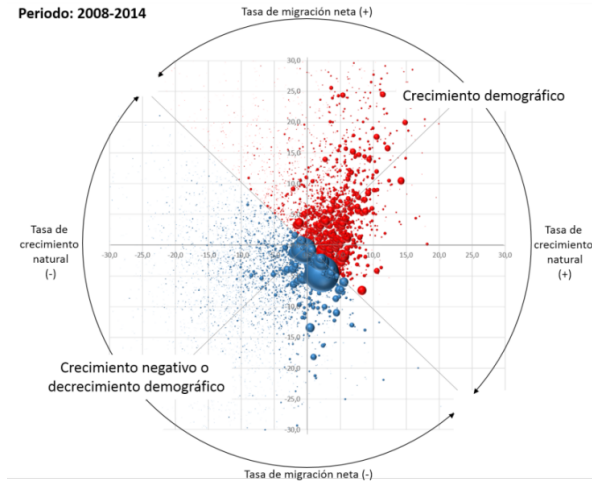 Periodo: 2008-2014
Tasa de migración neta (+)
30,0
Crecimiento demográfico
25,0
20,0
15,0
10,0
5,0
Tasa de
crecimiento
natural
(-)
-30,0 -25,0 -20,0 -15,0 -10,0 -5,0 5,0 10,0 15,0 20,0 25,0 30,0
Tasa de
crecimiento
natural
(+)
-10,0
-15,0
Crecimiento negativo o
decrecimiento demográfico
-20,0
-25,0
-30,0
Tasa de migración neta (-)